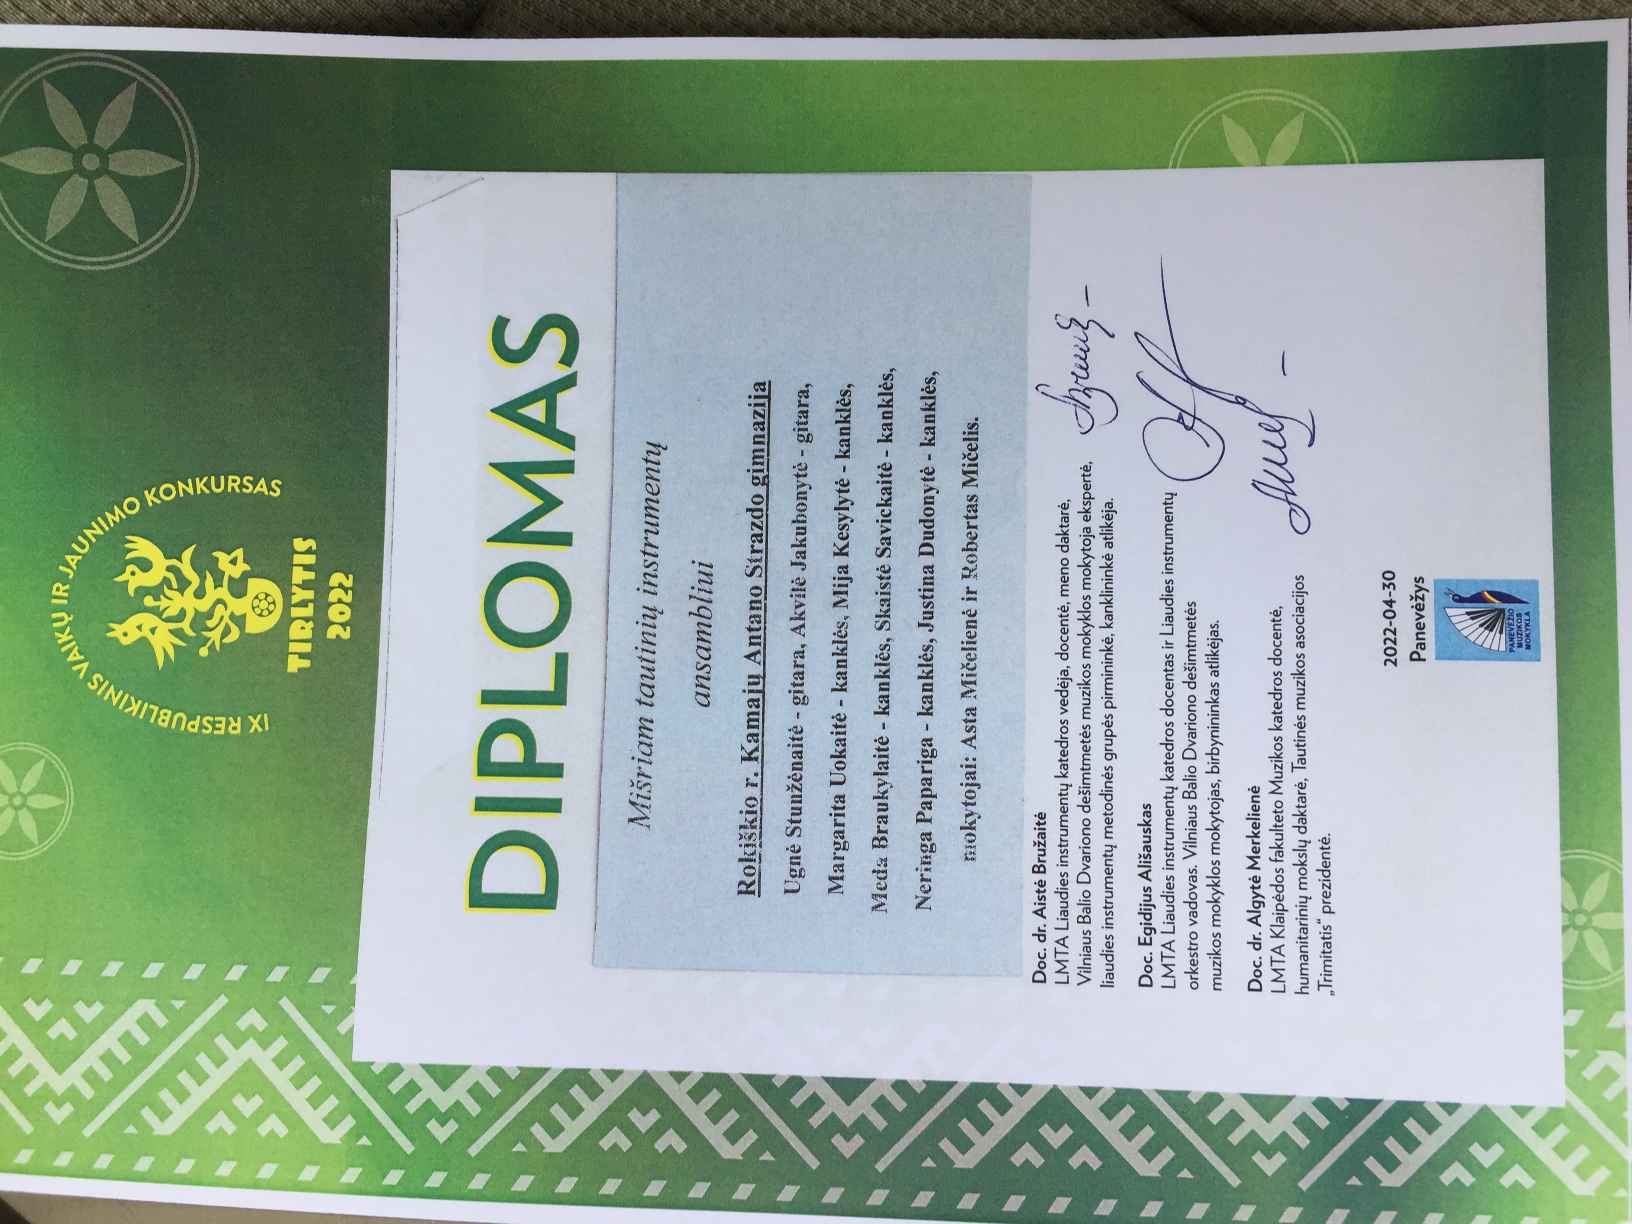 IX RESPUBLIKINIS VAIKŲ IR JAUNIMO KONKURSAS
TIRLYTIS
2022
DIPLOMAS
Mišriam tautinių instrumentų
ansambliui
Rokiškio r. Kamajų Antano Strazdo gimnazija
Ugnė Stunžėnaitė - gitara, Akvilė Jakubonytė - gitara,
Margarita Uokaitė - kanklės, Mija Kesylytė - kanklės,
Meda Braukylaitė - kanklės, Skaistė Savickaitė - kanklės,
Neringa Papariga - kanklės, Justina Dudonytė - kanklės,
mokytojai: Asta Mičelienė ir Robertas Mičelis.
Doc. dr. Aistė Bružaitė
LMTA Liaudies instrumentų katedros vedėja, docentė, meno daktarė,
Vilniaus Balio Dvariono dešimtmetės muzikos mokyklos mokytoja ekspertė,
liaudies instrumentų metodinės grupės pirmininkė, kanklininkė atlikėja.
Doc. Egidijus Ališauskas
LMTA Liaudies instrumentų katedros docentas ir Liaudies instrumentų
orkestro vadovas. Vilniaus Balio Dvariono dešimtmetės
muzikos mokyklos mokytojas, birbynininkas atlikėjas.
Doc. dr. Algytė Merkelienė
LMTA Klaipėdos fakulteto Muzikos katedros docentė,
humanitarinių mokslų daktarė, Tautinės muzikos asociacijos
„Trimitatis“ prezidentė.
2022-04-30
Panevėžys
PANEVĖŽIO
MUZIKOS
MOKYKLA